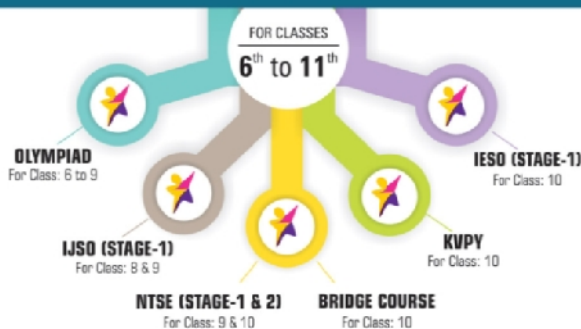 FOR CLASSES
6th to 11th
OLYMPIAD
For Class: 6 to 9
IESO (STAGE-1)
For Class: 10
IJSO (STAGE-1)
For Class: 8 & 9
KVPY
For Class: 10
NTSE (STAGE-1 & 2)
For Class: 9 & 10
BRIDGE COURSE
For Class: 10